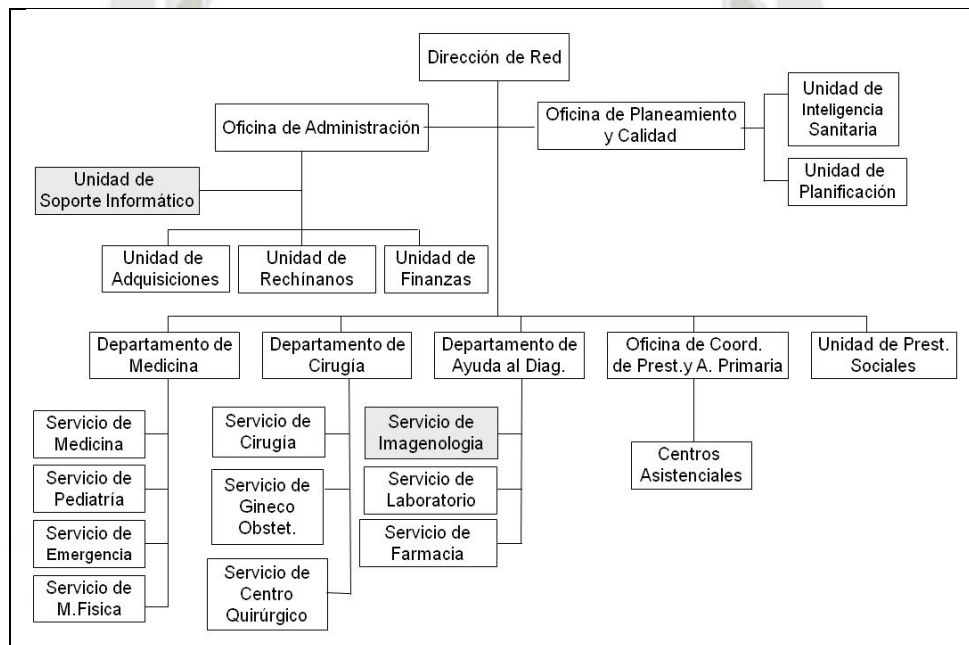 Dirección de Red
Oficina de Administración
Oficina de Planeamiento
y Calidad
Unidad de
Inteligencia
Sanitaria
Unidad de
Planificación
Unidad de
Soporte Informático
Unidad de
Adquisiciones
Unidad de
Rechínanos
Unidad de
Finanzas
Departamento de
Medicina
Departamento de
Cirugía
Departamento de
Ayuda al Diag.
Oficina de Coord.
de Prest.y A. Primaria
Unidad de Prest.
Sociales
Servicio de
Medicina
Servicio de
Pediatría
Servicio de
Emergencia
Servicio de
M.Fisica
Servicio de
Cirugía
Servicio de
Gineco
Obstet.
Servicio de
Centro
Quirúrgico
Servicio de
Imagenologia
Servicio de
Laboratorio
Servicio de
Farmacia
Centros
Asistenciales